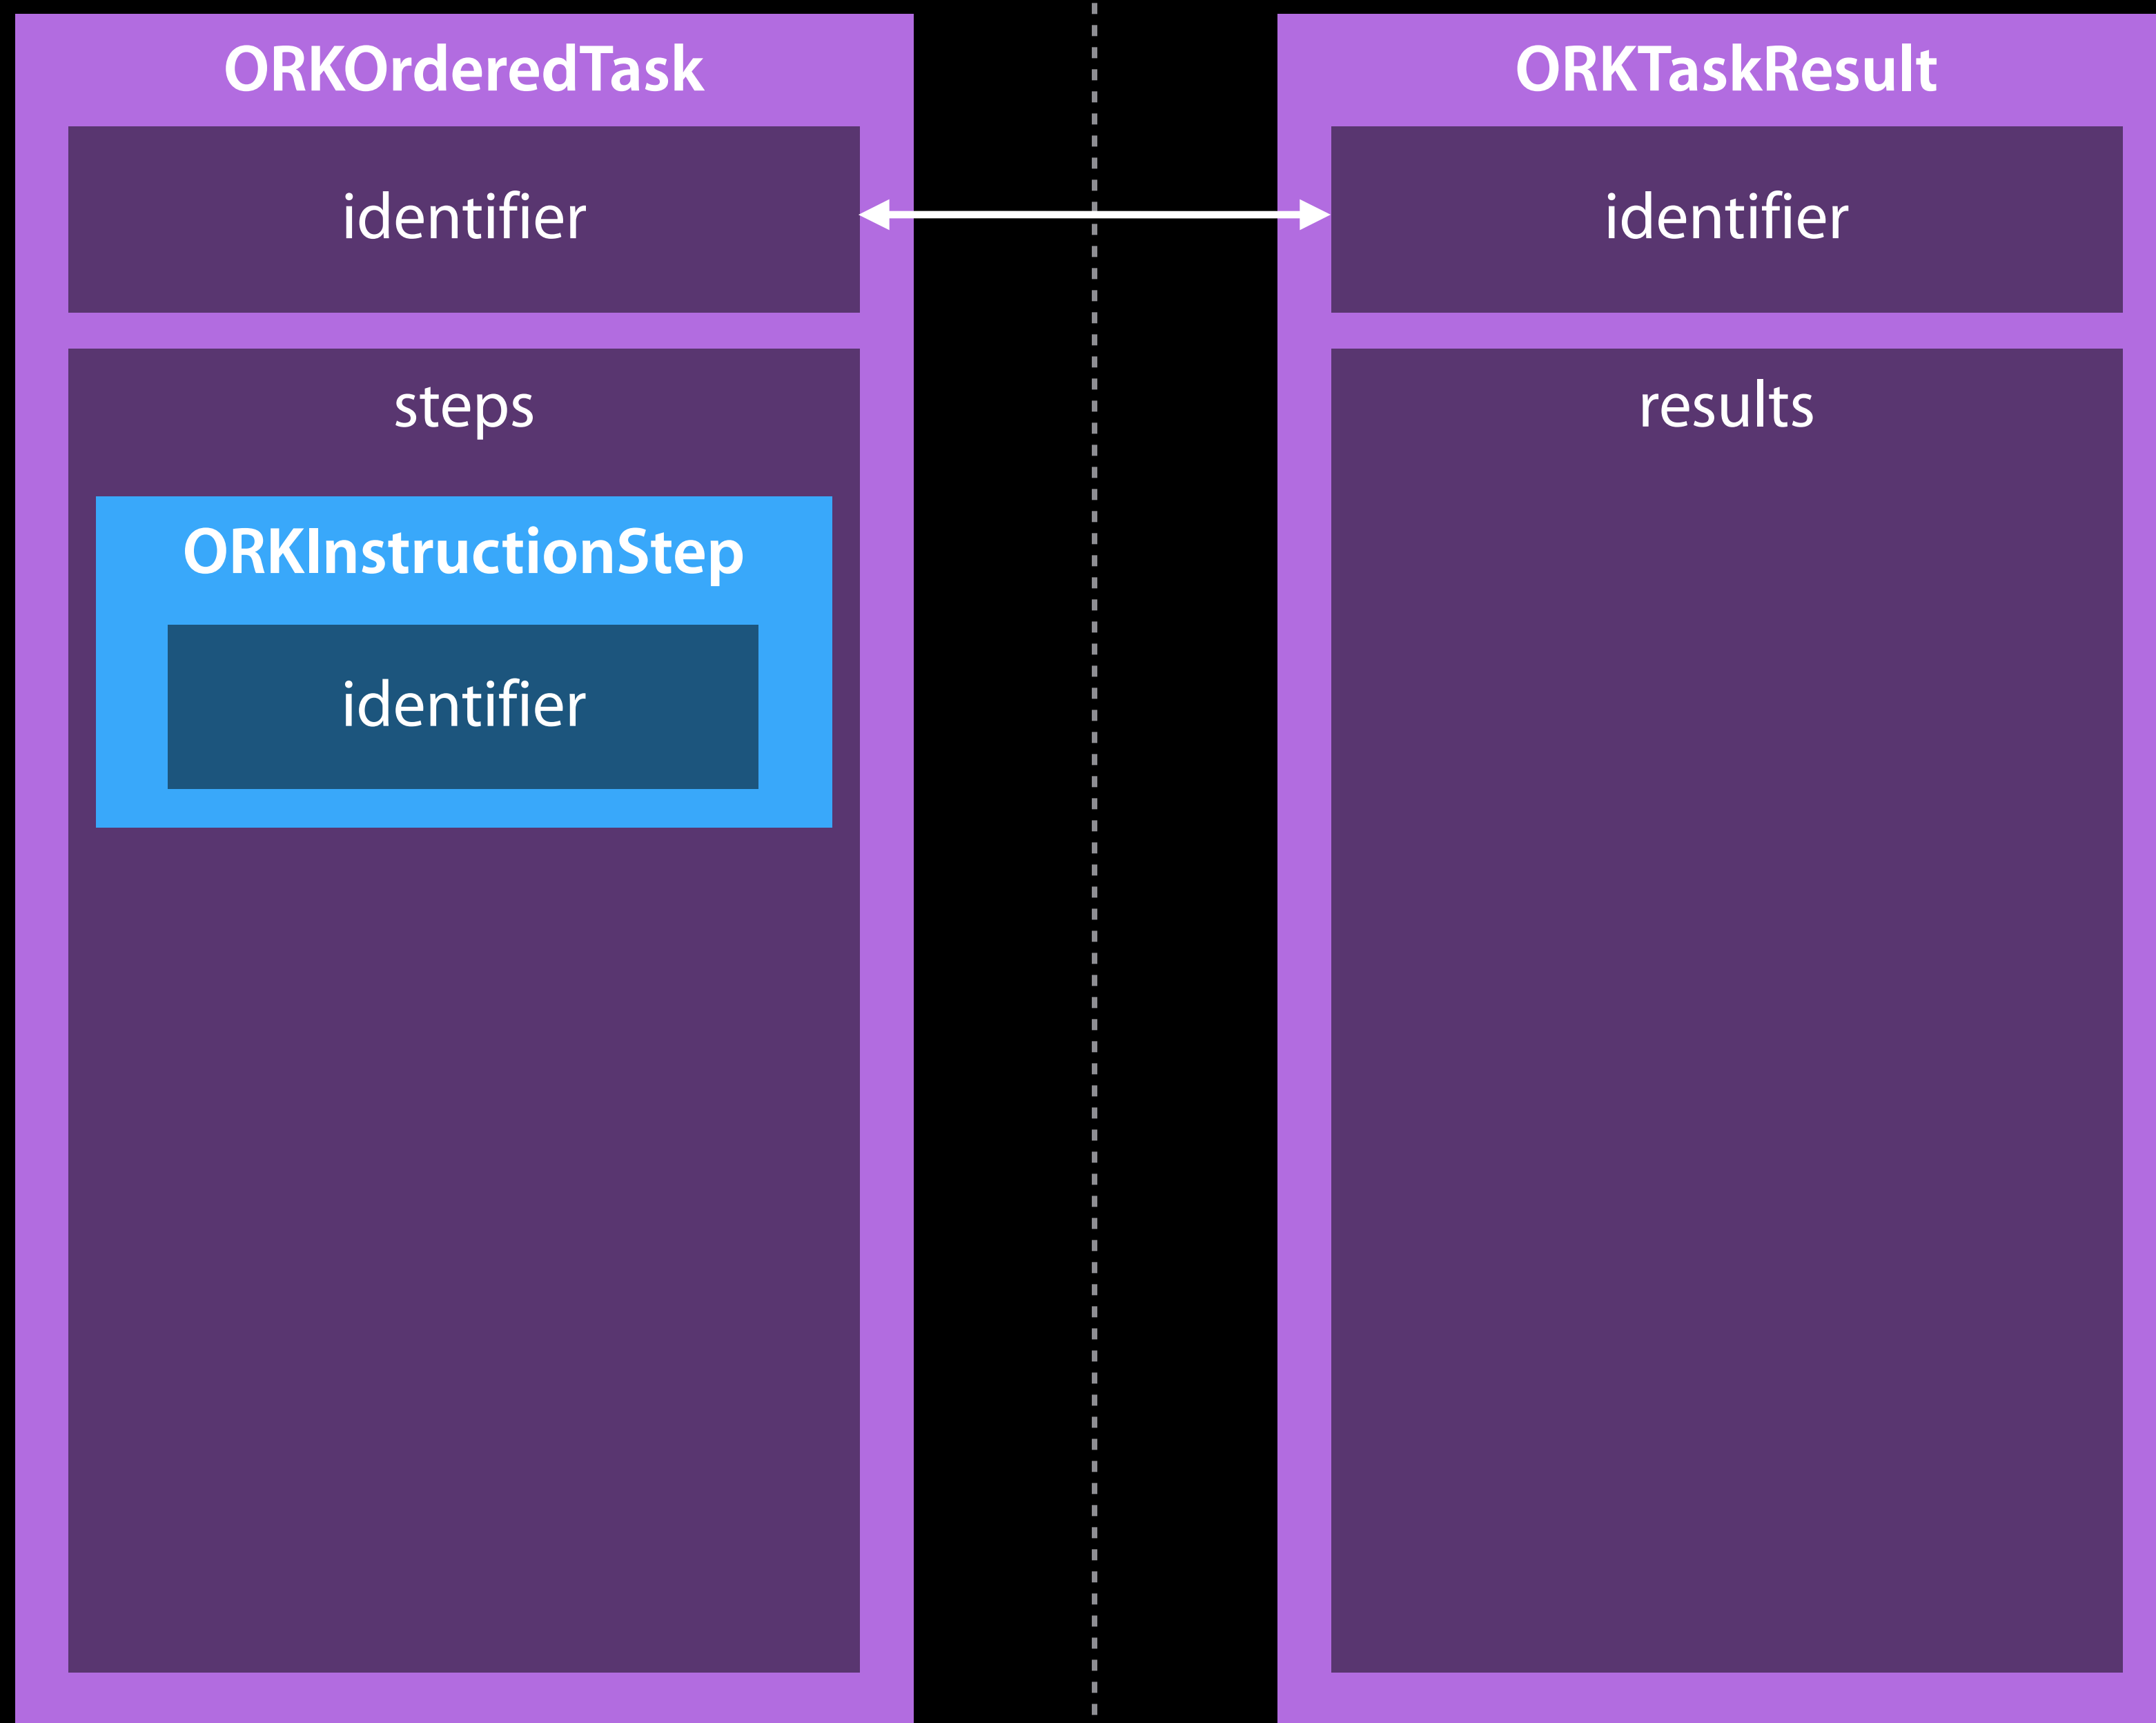 ORKOrderedTask
identifier
steps
ORKInstructionStep
identifier
ORKTaskResult
identifier
results